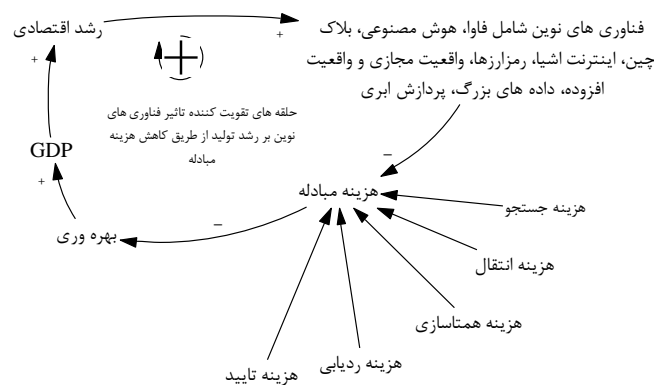 رشد اقتصادی
+
+
فناوری های نوین شامل فاوا، هوش مصنوعی، بلاک
چین، اینترنت اشیا، رمزارزها، واقعیت مجازی و واقعیت
افزوده، داده های بزرگ، پردازش ابری
حلقه های تقویت کننده تاثیر فناوری های
نوین بر رشد تولید از طریق کاهش هزینه
مبادله
GDP
+
–
هزینه مبادله
هزینه جستجو
–
بهره وری
هزینه انتقال
هزینه همتاسازی
هزینه ردیابی
هزینه تایید